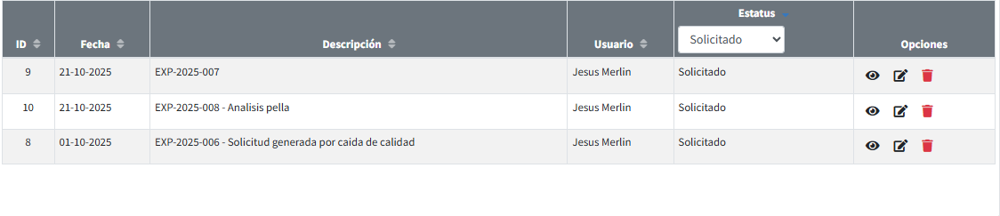 Estatus
ID Fecha Descripción Usuario Solicitado Opciones
9 21-10-2025 EXP-2025-007 Jesus Merlin Solicitado
10 21-10-2025 EXP-2025-008 - Analisis pella Jesus Merlin Solicitado
8 01-10-2025 EXP-2025-006 - Solicitud generada por caida de calidad Jesus Merlin Solicitado